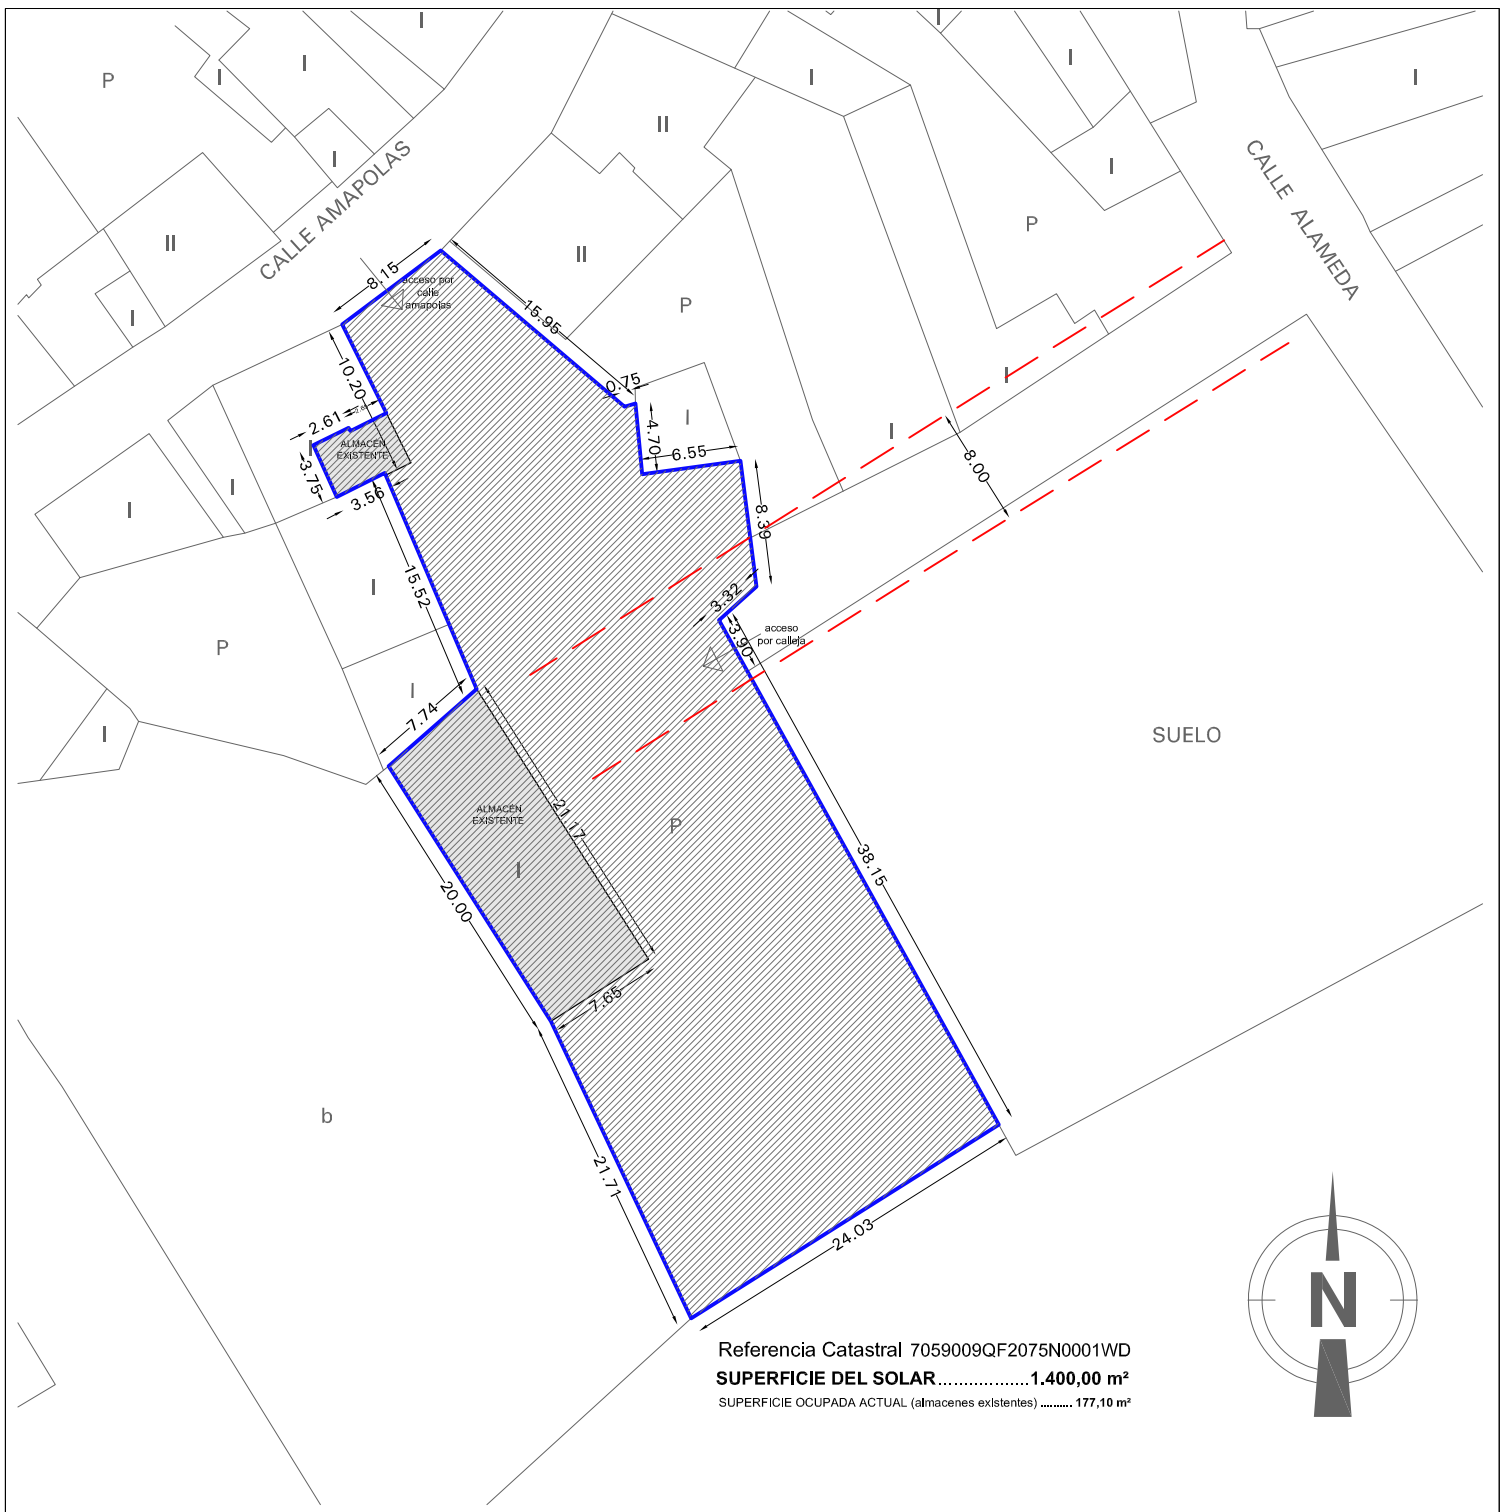 I
I
I
I
I
I
P
I
I
II
P
I
I
CALLE AMAPOLAS
CALLE ALAMEDA
II
II
P
8.15
acceso por
calle
amapolas
15.95
I
10.20
0.75
I
2.61
I
ALMACÉN
EXISTENTE
4.70
6.55
I
I
8.00
3.75
3.56
I
I
8.39
15.52
I
3.32
3.90
acceso
por calleja
P
I
7.74
I
SUELO
ALMACÉN
EXISTENTE
21.17
P
I
38.15
20.00
7.65
b
21.71
24.03
N
Referencia Catastral 7059009QF2075N0001WD
SUPERFICIE DEL SOLAR....................1.400,00 m²
SUPERFICIE OCUPADA ACTUAL (almacenes existentes) .......... 177,10 m²